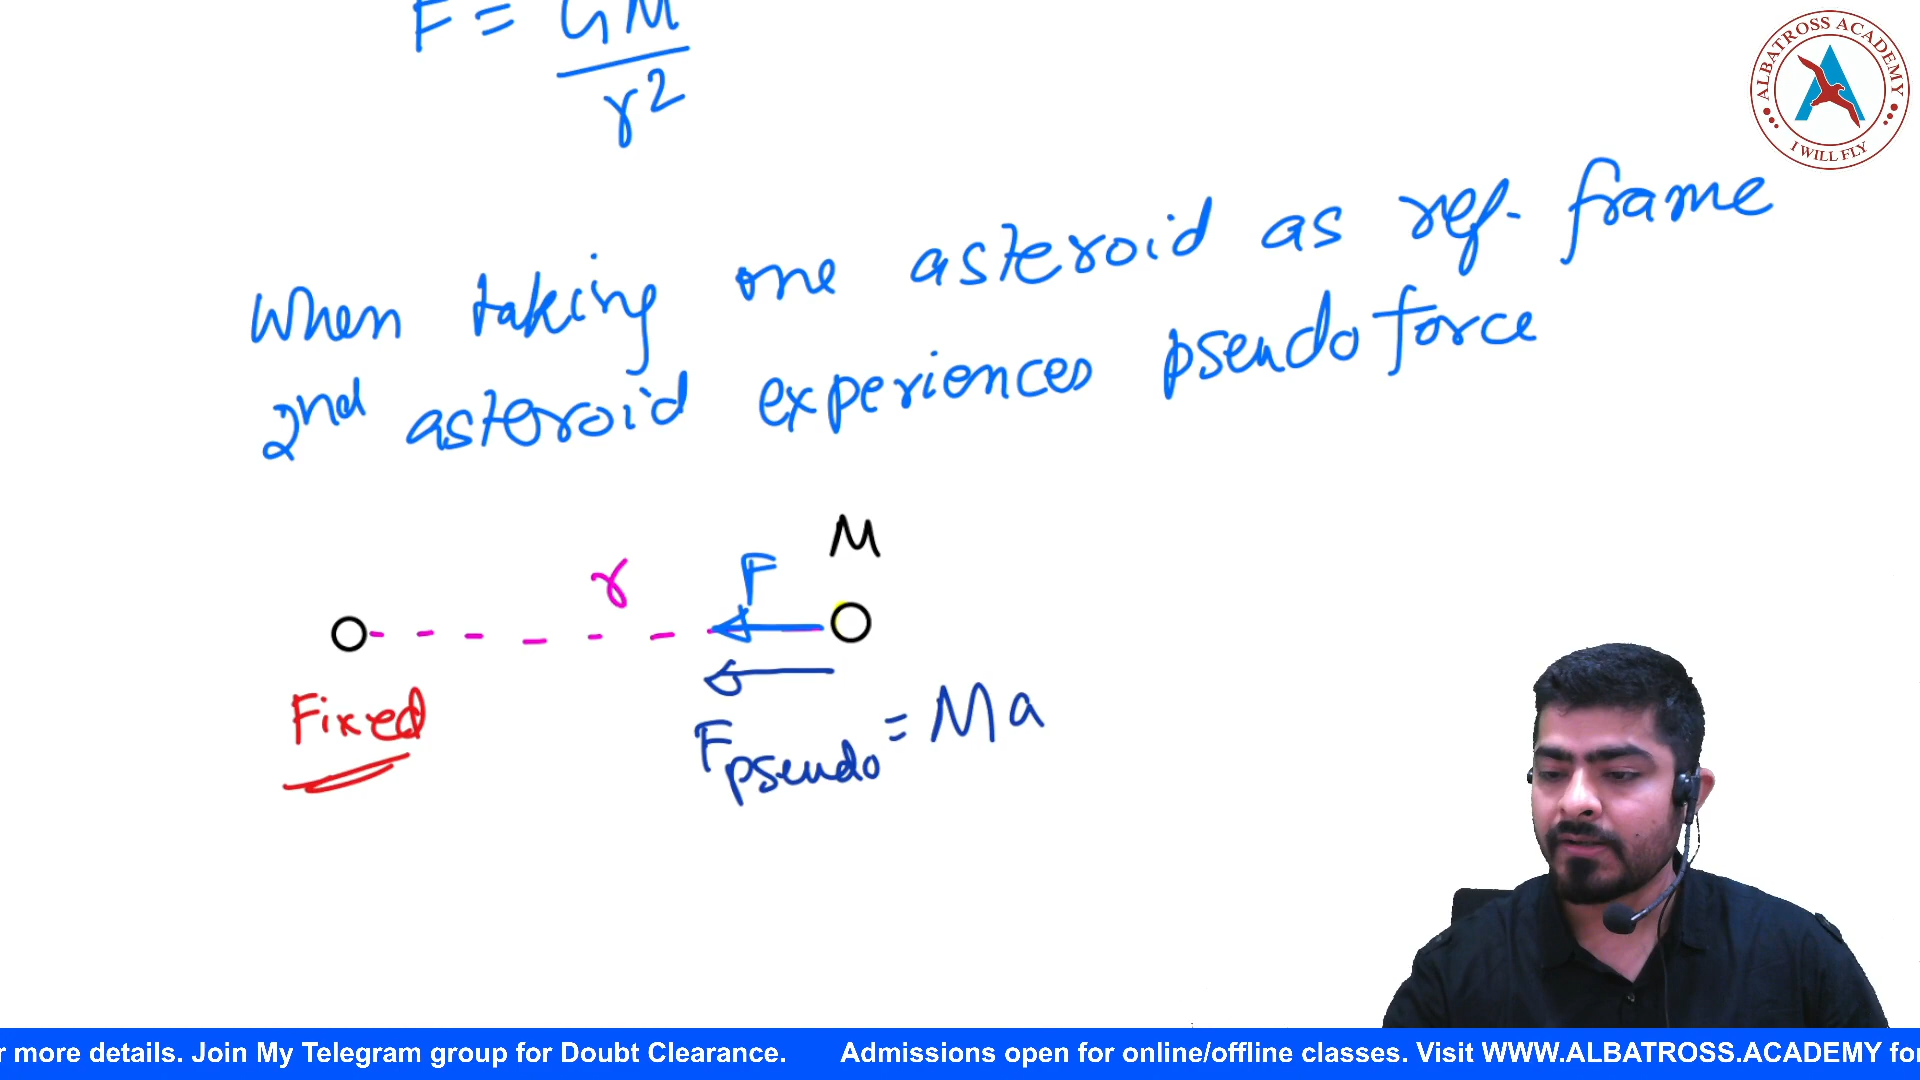 F = GM
r²
ALBATROSS ACADEMY
I WILL FLY
When taking one asteroid as ref. frame
2nd asteroid experiences pseudo force
M
r F
Fixed
Fpseudo = Ma
r more details. Join My Telegram group for Doubt Clearance. Admissions open for online/offline classes. Visit WWW.ALBATROSS.ACADEMY fo